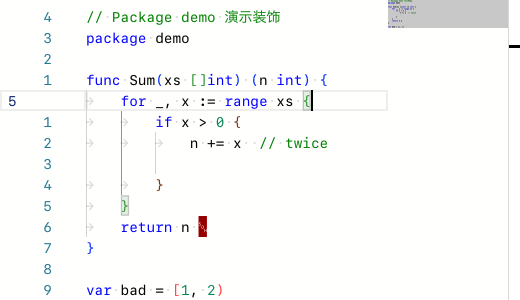 4 // Package demo 演示装饰
3 package demo
2
1 func Sum(xs []int) (n int) {
5 for _, x := range xs {
1 if x > 0 {
2 n += x // twice
3
4 }
5 }
6 return n
7 }
8
9 var bad = [1, 2)